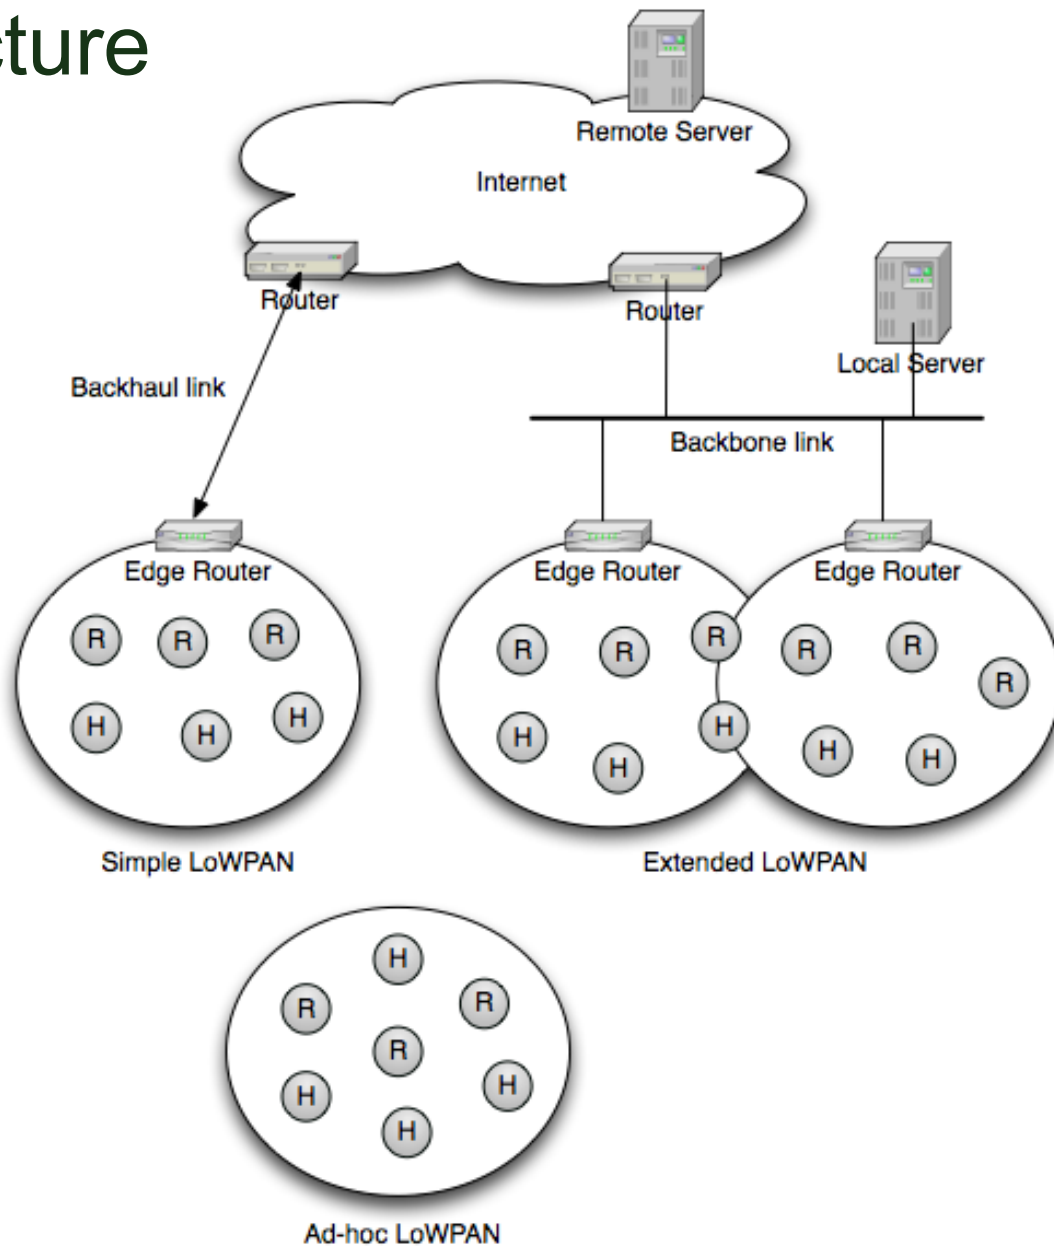 cture
Remote Server
Internet
Router
Router
Local Server
Backhaul link
Backbone link
Edge Router
Edge Router
Edge Router
R
R
R
R
R
R
R
R
R
H
H
H
H
H
H
H
H
Simple LoWPAN
Extended LoWPAN
H
R
R
R
H
H
H
Ad-hoc LoWPAN